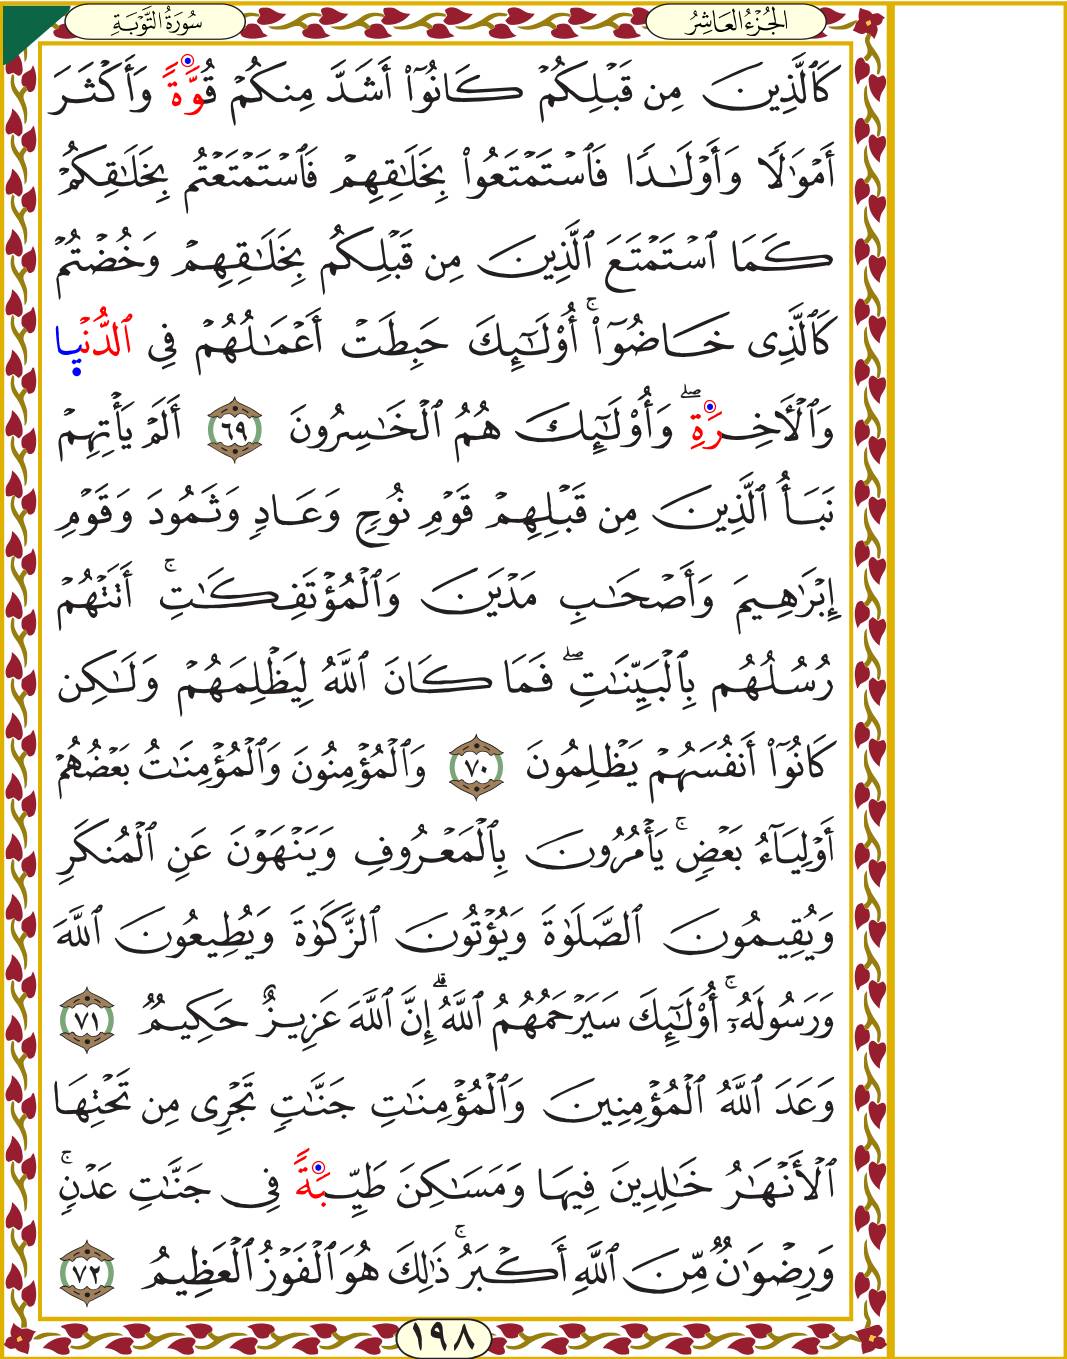 الجُزْءُ العَاشِرُ
سُورَةُ التَّوْبَةِ
كَٱلَّذِينَ مِن قَبۡلِكُمۡ كَانُوٓاْ أَشَدَّ مِنكُمۡ قُوَّةٗ وَأَكۡثَرَ
أَمۡوَٰلٗا وَأَوۡلَٰدٗا فَٱسۡتَمۡتَعُواْ بِخَلَٰقِهِمۡ فَٱسۡتَمۡتَعۡتُم بِخَلَٰقِكُمۡ
كَمَا ٱسۡتَمۡتَعَ ٱلَّذِينَ مِن قَبۡلِكُم بِخَلَٰقِهِمۡ وَخُضۡتُمۡ
كَٱلَّذِي خَاضُوٓاْۚ أُوْلَٰٓئِكَ حَبِطَتۡ أَعۡمَٰلُهُمۡ فِي ٱلدُّنۡيَا
وَٱلۡأٓخِرَةِۖ وَأُوْلَٰٓئِكَ هُمُ ٱلۡخَٰسِرُونَ ٦٩ أَلَمۡ يَأۡتِهِمۡ
نَبَأُ ٱلَّذِينَ مِن قَبۡلِهِمۡ قَوۡمِ نُوحٖ وَعَادٖ وَثَمُودَ وَقَوۡمِ
إِبۡرَٰهِيمَ وَأَصۡحَٰبِ مَدۡيَنَ وَٱلۡمُؤۡتَفِكَٰتِۚ أَتَتۡهُمۡ
رُسُلُهُم بِٱلۡبَيِّنَٰتِۖ فَمَا كَانَ ٱللَّهُ لِيَظۡلِمَهُمۡ وَلَٰكِن
كَانُوٓاْ أَنفُسَهُمۡ يَظۡلِمُونَ ٧٠ وَٱلۡمُؤۡمِنُونَ وَٱلۡمُؤۡمِنَٰتُ بَعۡضُهُمۡ
أَوۡلِيَآءُ بَعۡضٖۚ يَأۡمُرُونَ بِٱلۡمَعۡرُوفِ وَيَنۡهَوۡنَ عَنِ ٱلۡمُنكَرِ
وَيُقِيمُونَ ٱلصَّلَوٰةَ وَيُؤۡتُونَ ٱلزَّكَوٰةَ وَيُطِيعُونَ ٱللَّهَ
وَرَسُولَهُۥٓۚ أُوْلَٰٓئِكَ سَيَرۡحَمُهُمُ ٱللَّهُۗ إِنَّ ٱللَّهَ عَزِيزٌ حَكِيمٞ ٧١
وَعَدَ ٱللَّهُ ٱلۡمُؤۡمِنِينَ وَٱلۡمُؤۡمِنَٰتِ جَنَّٰتٖ تَجۡرِي مِن تَحۡتِهَا
ٱلۡأَنۡهَٰرُ خَٰلِدِينَ فِيهَا وَمَسَٰكِنَ طَيِّبَةٗ فِي جَنَّٰتِ عَدۡنٖۚ
وَرِضۡوَٰنٞ مِّنَ ٱللَّهِ أَكۡبَرُۚ ذَٰلِكَ هُوَ ٱلۡفَوۡزُ ٱلۡعَظِيمُ ٧٢
١٩٨